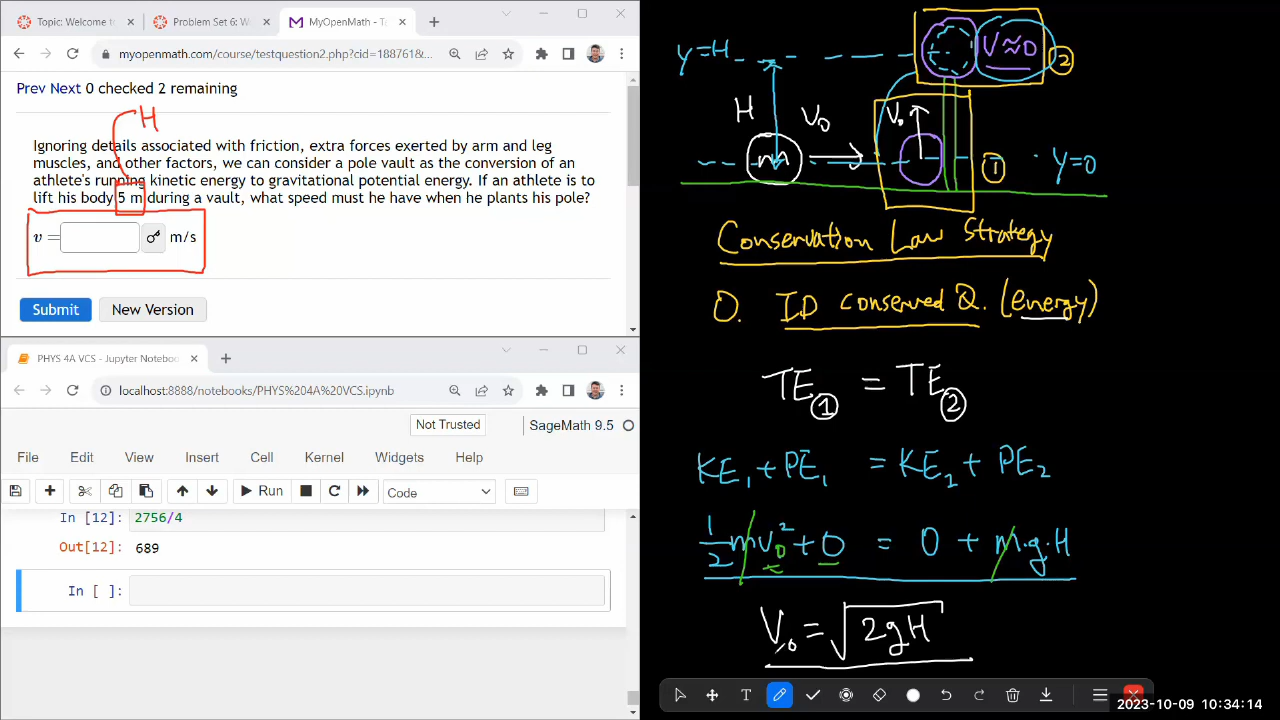 Topic: Welcome to
Problem Set 6: W
MyOpenMath - Te
myopenmath.com/
requestion.php?cid=188761&...
Prev Next 0 checked 2 remaining
H
Ignoring details associated with friction, extra forces exerted by arm and leg
muscles, and other factors, we can consider a pole vault as the conversion of an
athlete's running kinetic energy to gravitational potential energy. If an athlete is to
lift his body 5 m during a vault, what speed must he have when he plants his pole?
v = m/s
Submit New Version
PHYS 4A VCS - Jupyter Notebo
localhost:8888/notebooks/PHYS%204A%20VCS.ipynb
Not Trusted SageMath 9.5
File Edit View Insert Cell Kernel Widgets Help
Run Code
In [12]: 2756/4
Out[12]: 689
In [ ]:
y=H V≈0 2
H V0 V0
m 1 y=0
Conservation Law Strategy
0. ID conserved Q. (energy)
TE1 = TE2
KE1 + PE1 = KE2 + PE2
1/2 m v0² + 0 = 0 + m·g·H
V0 = √2gH
T
2023-10-09 10:34:14